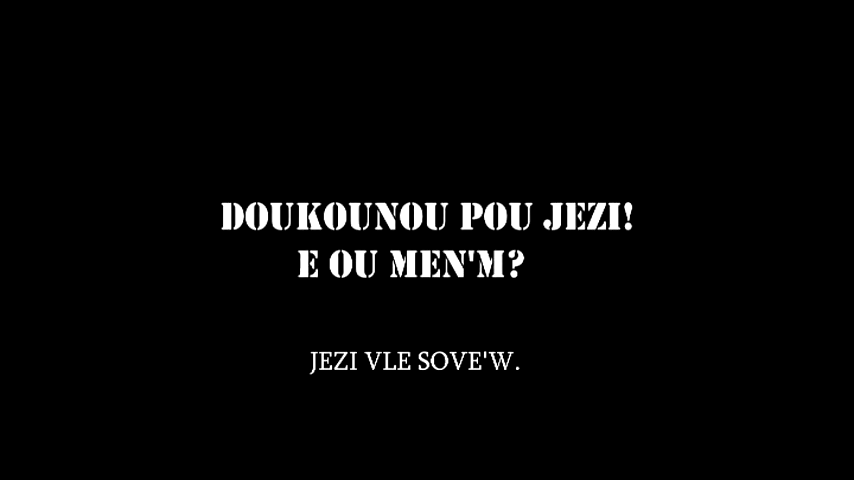 DOUKOUNOU POU JEZI!
E OU MEN'M?
JEZI VLE SOVE'W.